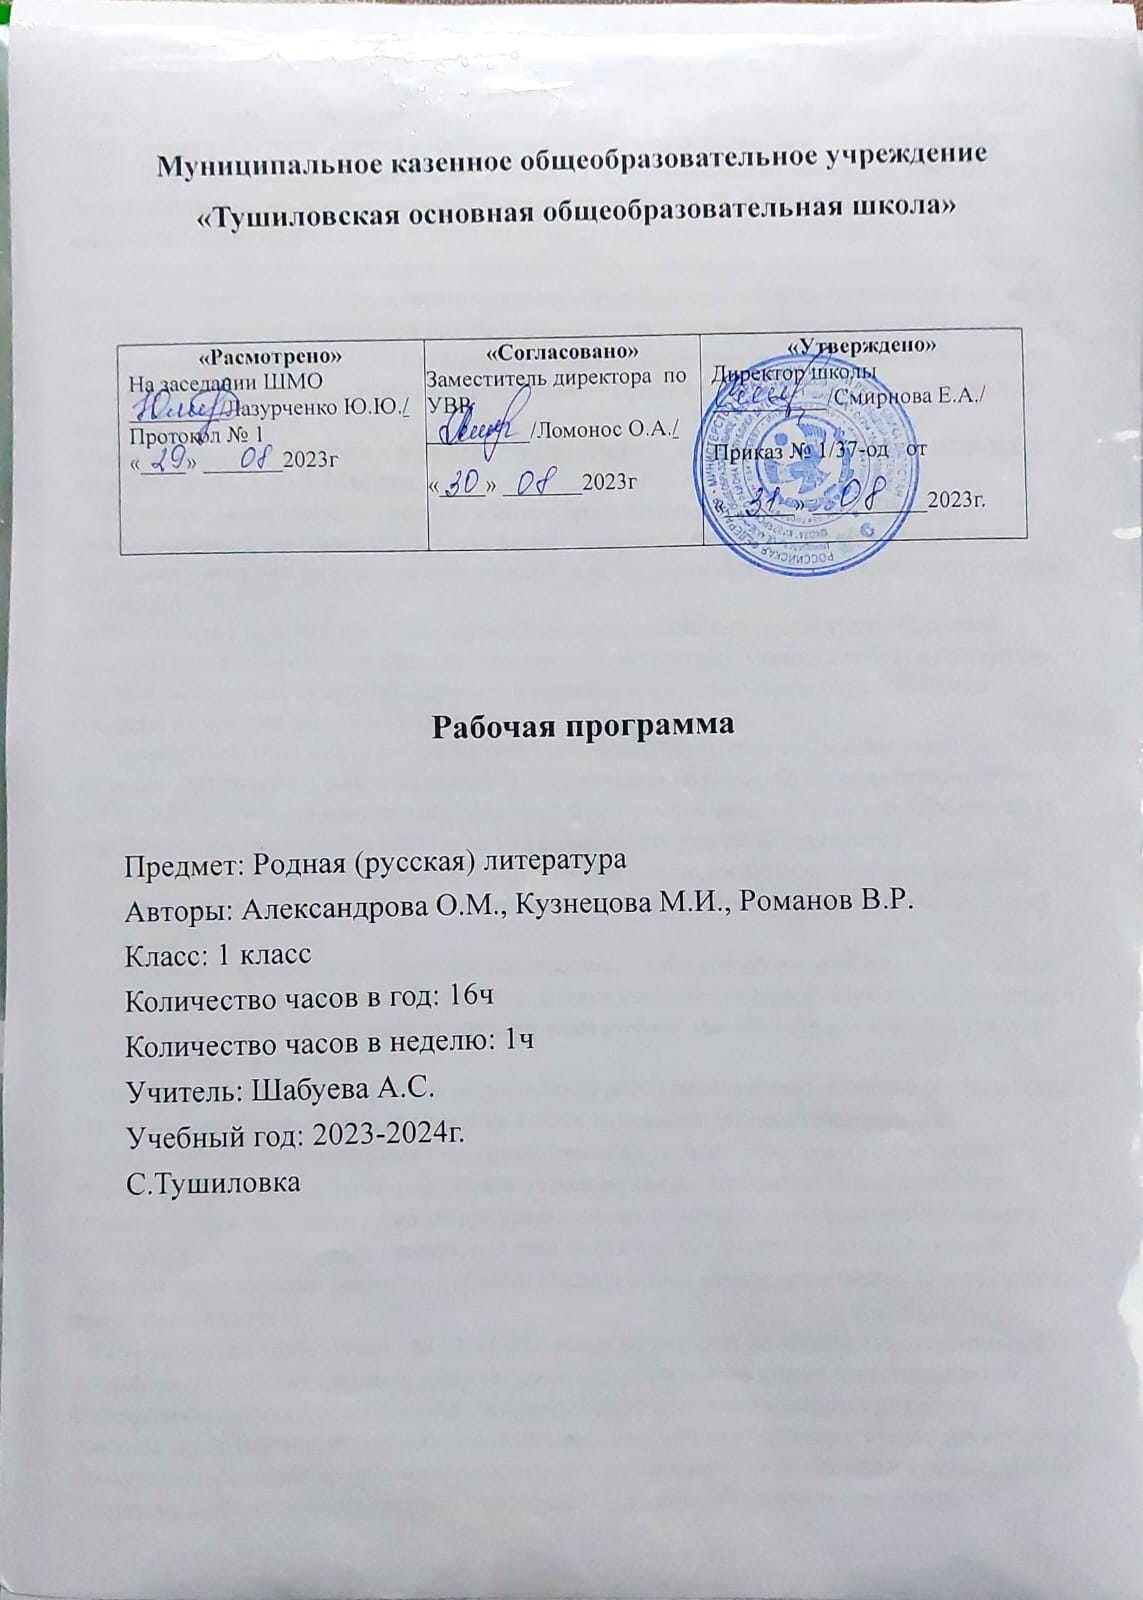 Муниципальное казенное общеобразовательное учреждение
«Тушиловская основная общеобразовательная школа»
«Расмотрено»
На заседании ШМО
/Лазурченко Ю.Ю./
Протокол № 1
«29» 08 2023г
«Согласовано»
Заместитель директора по
УВР
/Ломонос О.А./
«30» 08 2023г
«Утверждено»
Директор школы
/Смирнова Е.А./
Приказ № 1/37-од от
«31» 08 2023г.
Рабочая программа
Предмет: Родная (русская) литература
Авторы: Александрова О.М., Кузнецова М.И., Романов В.Р.
Класс: 1 класс
Количество часов в год: 16ч
Количество часов в неделю: 1ч
Учитель: Шабуева А.С.
Учебный год: 2023-2024г.
С.Тушиловка